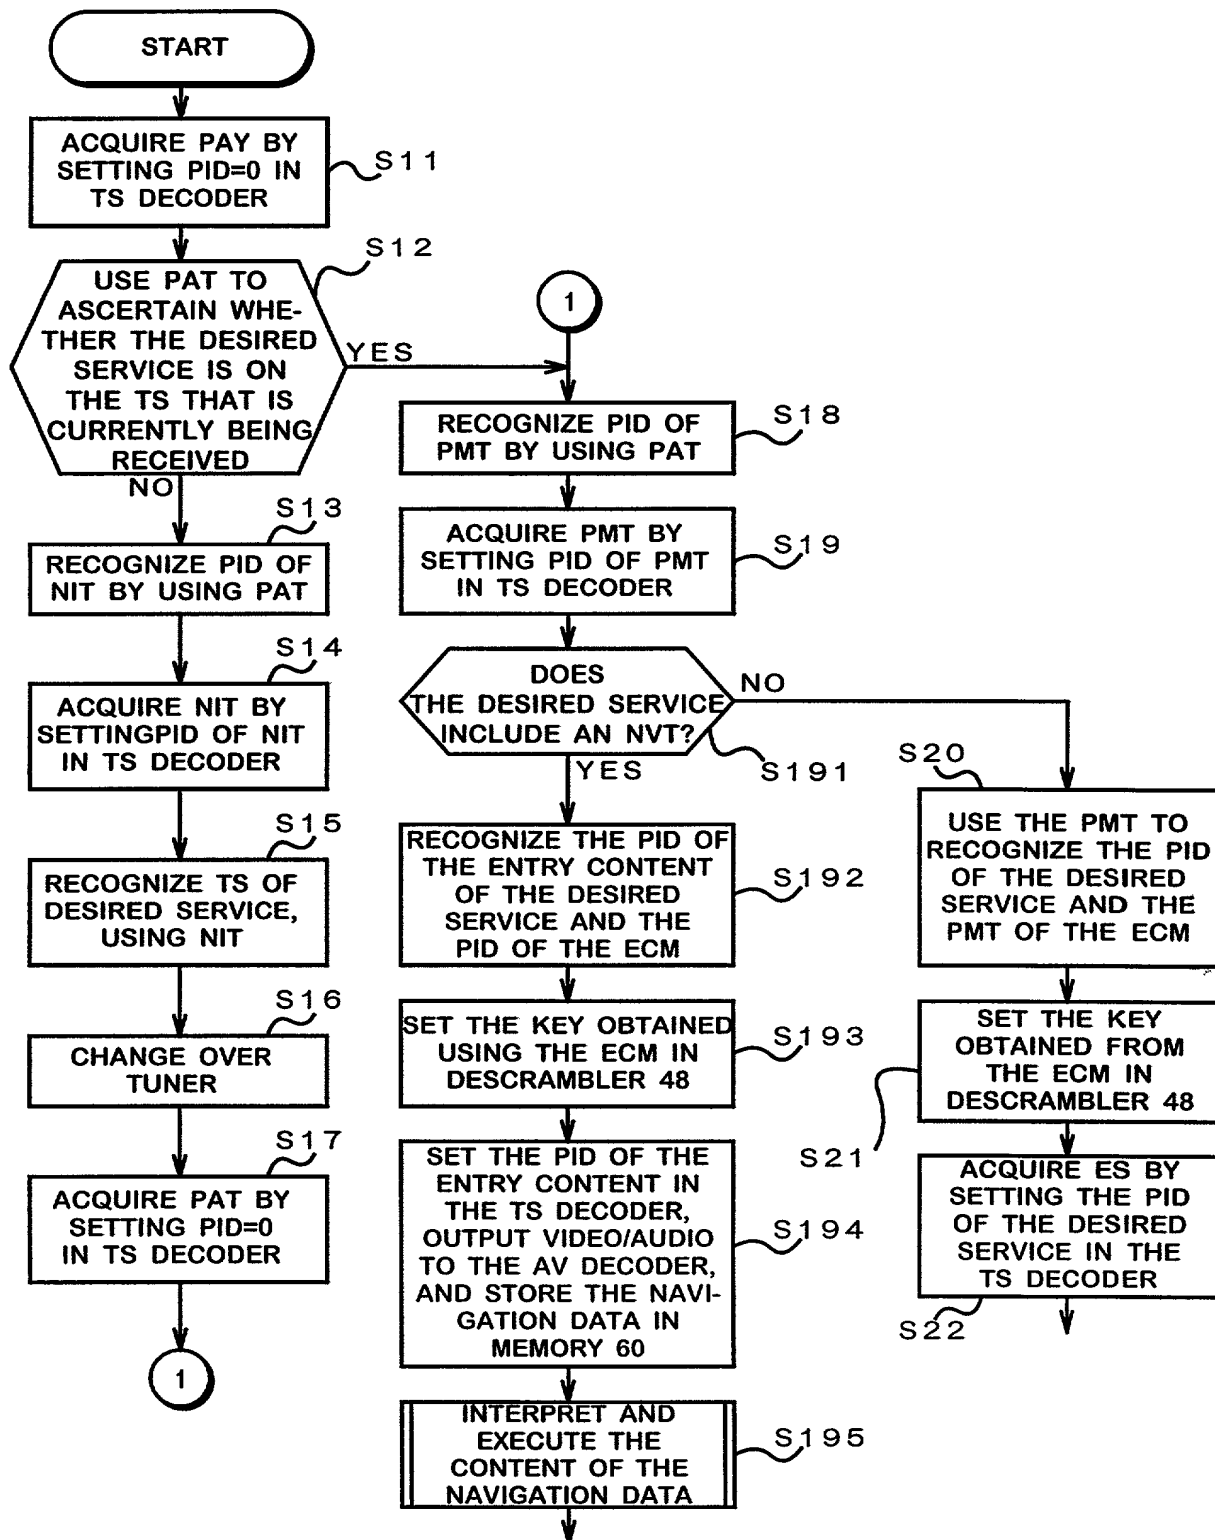 START
ACQUIRE PAY BY
SETTING PID=0 IN
TS DECODER
S11
S12
USE PAT TO
ASCERTAIN WHE-
THER THE DESIRED
SERVICE IS ON
THE TS THAT IS
CURRENTLY BEING
RECEIVED
YES
NO
S13
RECOGNIZE PID OF
NIT BY USING PAT
S14
ACQUIRE NIT BY
SETTINGPID OF NIT
IN TS DECODER
S15
RECOGNIZE TS OF
DESIRED SERVICE,
USING NIT
S16
CHANGE OVER
TUNER
S17
ACQUIRE PAT BY
SETTING PID=0
IN TS DECODER
1
1
RECOGNIZE PID OF
PMT BY USING PAT
S18
ACQUIRE PMT BY
SETTING PID OF PMT
IN TS DECODER
S19
DOES
THE DESIRED SERVICE
INCLUDE AN NVT?
NO
S191
YES
RECOGNIZE THE PID OF
THE ENTRY CONTENT
OF THE DESIRED
SERVICE AND THE
PID OF THE ECM
S192
SET THE KEY OBTAINED
USING THE ECM IN
DESCRAMBLER 48
S193
SET THE PID OF THE
ENTRY CONTENT IN
THE TS DECODER,
OUTPUT VIDEO/AUDIO
TO THE AV DECODER,
AND STORE THE NAVI-
GATION DATA IN
MEMORY 60
S194
INTERPRET AND
EXECUTE THE
CONTENT OF THE
NAVIGATION DATA
S195
S20
USE THE PMT TO
RECOGNIZE THE PID
OF THE DESIRED
SERVICE AND THE
PMT OF THE ECM
SET THE KEY
OBTAINED FROM
THE ECM IN
DESCRAMBLER 48
S21
ACQUIRE ES BY
SETTING THE PID
OF THE DESIRED
SERVICE IN THE
TS DECODER
S22